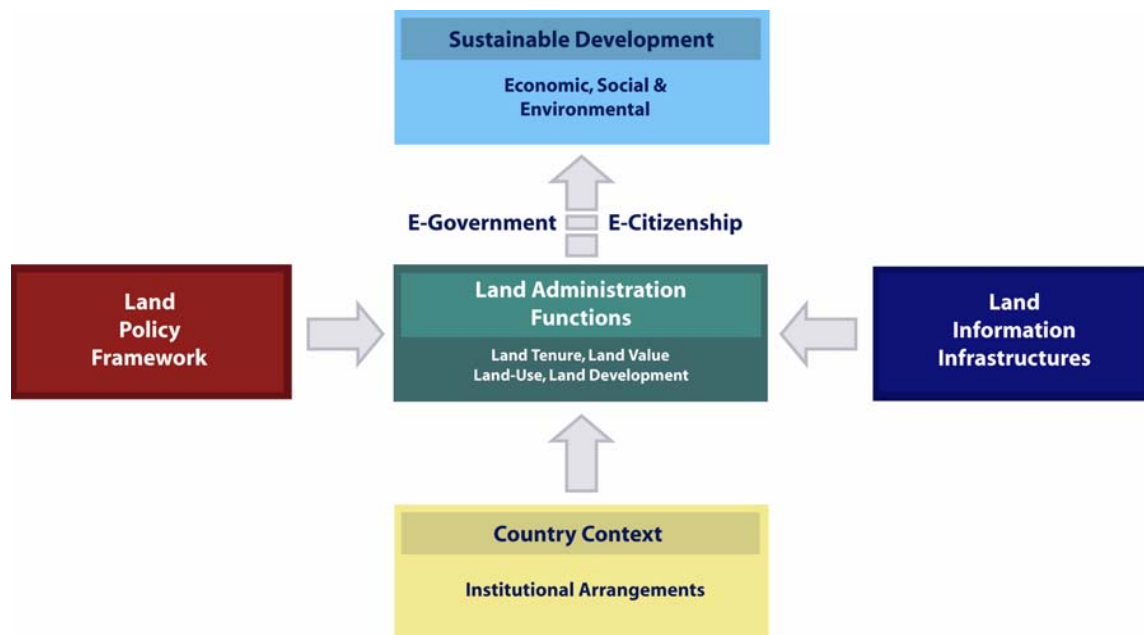 Sustainable Development
Economic, Social &
Environmental
E-Government
E-Citizenship
Land
Policy
Framework
Land Administration
Functions
Land Tenure, Land Value
Land-Use, Land Development
Land
Information
Infrastructures
Country Context
Institutional Arrangements